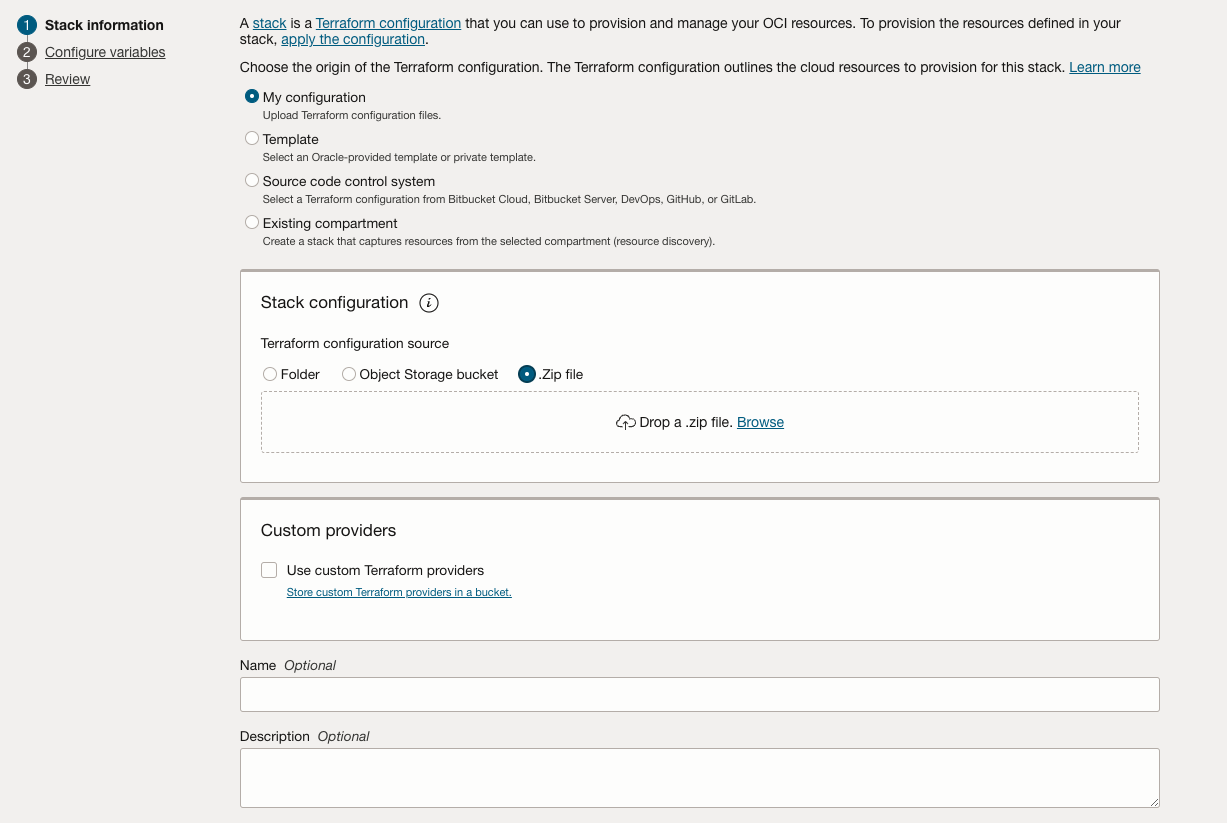 1 Stack information
2 Configure variables
3 Review
A stack is a Terraform configuration that you can use to provision and manage your OCI resources. To provision the resources defined in your
stack, apply the configuration.
Choose the origin of the Terraform configuration. The Terraform configuration outlines the cloud resources to provision for this stack. Learn more
My configuration
Upload Terraform configuration files.
Template
Select an Oracle-provided template or private template.
Source code control system
Select a Terraform configuration from Bitbucket Cloud, Bitbucket Server, DevOps, GitHub, or GitLab.
Existing compartment
Create a stack that captures resources from the selected compartment (resource discovery).
Stack configuration i
Terraform configuration source
Folder Object Storage bucket .Zip file
Drop a .zip file. Browse
Custom providers
Use custom Terraform providers
Store custom Terraform providers in a bucket.
Name Optional
Description Optional